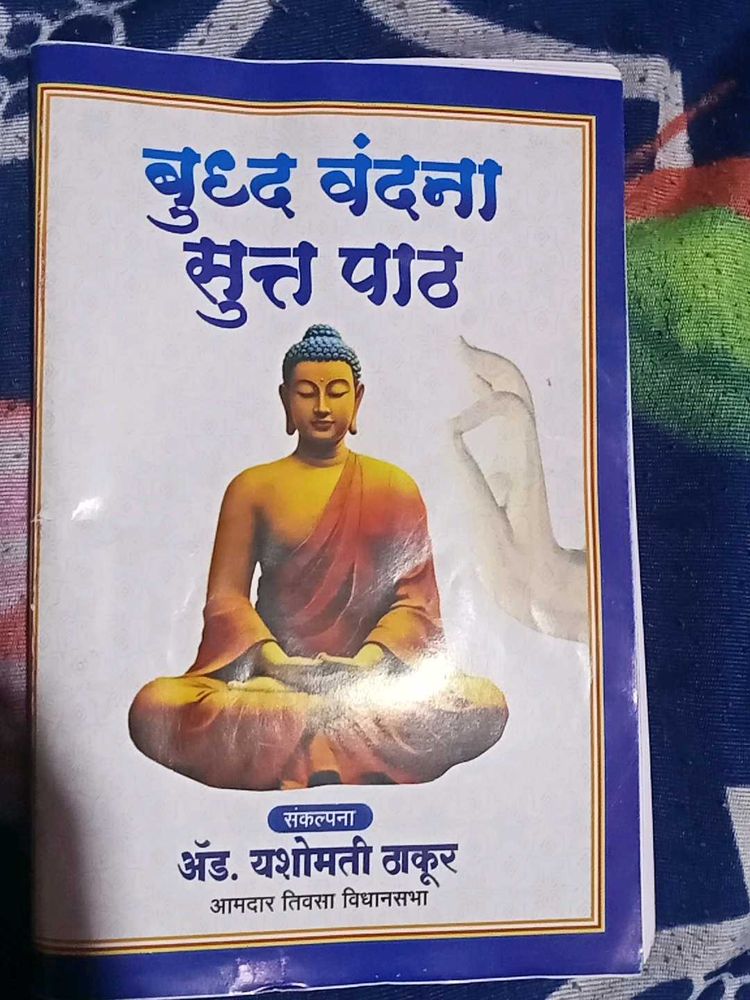 बुध्द वंदना
सुत्त पाठ
संकल्पना
ॲड. यशोमती ठाकूर
आमदार तिवसा विधानसभा